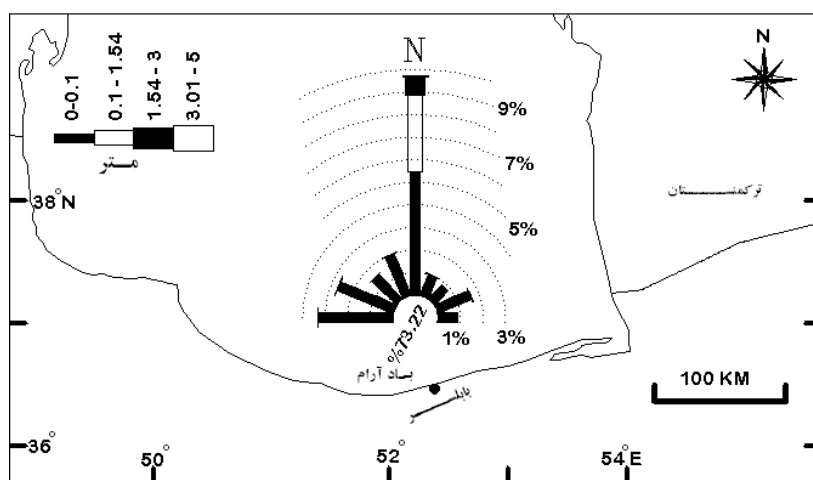 N
N
0-0.1
0.1 - 1.54
1.54 - 3
3.01 - 5
متر
9%
7%
5%
3%
1%
ترکمنستان
38°N
%73.22
باد آرام
بابلسر
100 KM
36°
50°
52°
54°E